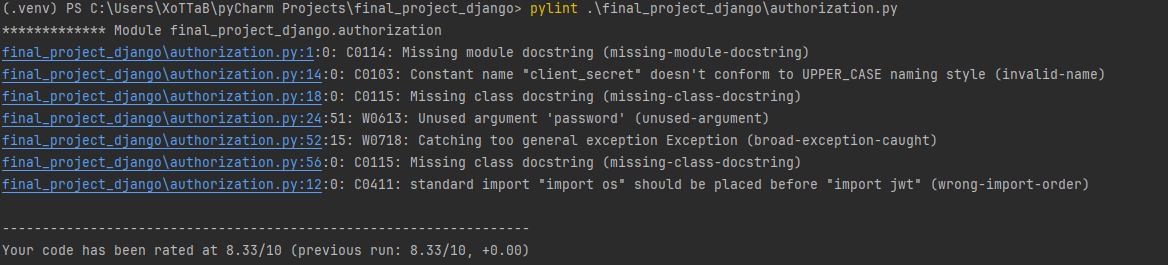 (.venv) PS C:\Users\XoTTaB\pyCharm Projects\final_project_django> pylint .\final_project_django\authorization.py
************* Module final_project_django.authorization
final_project_django\authorization.py:1:0: C0114: Missing module docstring (missing-module-docstring)
final_project_django\authorization.py:14:0: C0103: Constant name "client_secret" doesn't conform to UPPER_CASE naming style (invalid-name)
final_project_django\authorization.py:18:0: C0115: Missing class docstring (missing-class-docstring)
final_project_django\authorization.py:24:51: W0613: Unused argument 'password' (unused-argument)
final_project_django\authorization.py:52:15: W0718: Catching too general exception Exception (broad-exception-caught)
final_project_django\authorization.py:56:0: C0115: Missing class docstring (missing-class-docstring)
final_project_django\authorization.py:12:0: C0411: standard import "import os" should be placed before "import jwt" (wrong-import-order)
------------------------------------------------------------------
Your code has been rated at 8.33/10 (previous run: 8.33/10, +0.00)